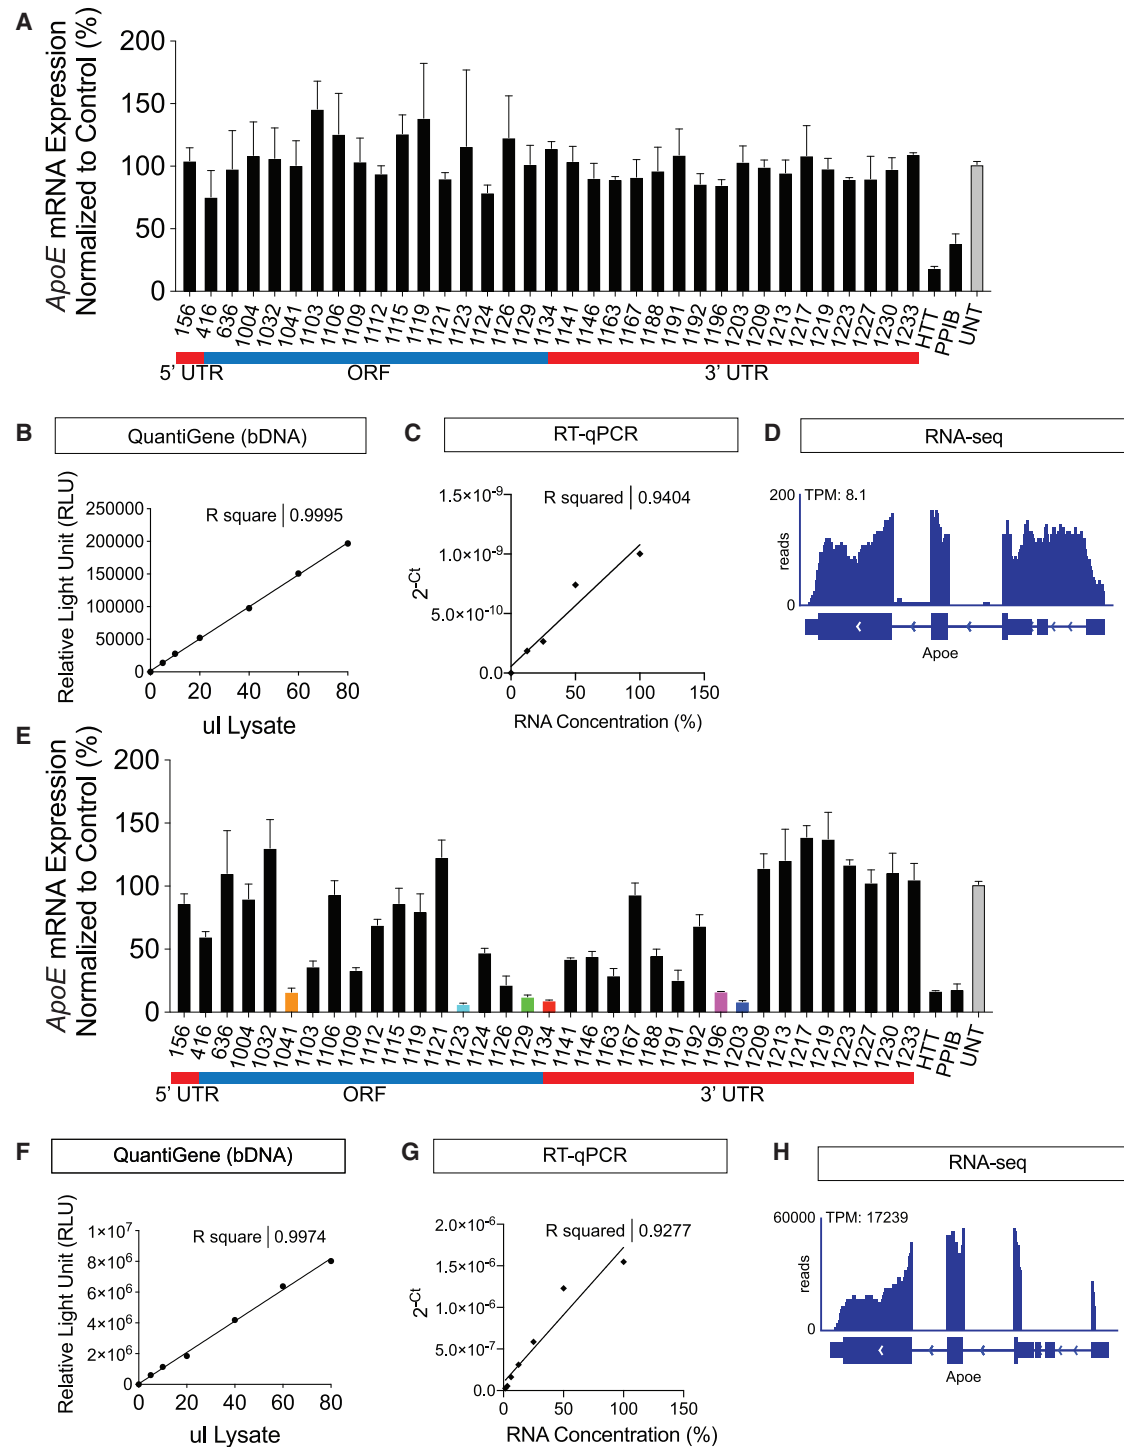 A
ApoE mRNA Expression
Normalized to Control (%)
200
150
100
50
0
156 416 636 1004 1032 1041 1103 1106 1109 1112 1115 1119 1121 1123 1124 1126 1129 1134 1141 1146 1163 1167 1188 1191 1192 1196 1203 1209 1213 1217 1219 1223 1227 1230 1233 HTT PPIB UNT
5' UTR ORF 3' UTR
B
QuantiGene (bDNA)
Relative Light Unit (RLU)
R square | 0.9995
250000
200000
150000
100000
50000
0
0 20 40 60 80
ul Lysate
C
RT-qPCR
R squared | 0.9404
2-Ct
1.5×10-9
1.0×10-9
5.0×10-10
0.0
0 50 100 150
RNA Concentration (%)
D
RNA-seq
200
TPM: 8.1
reads
0
Apoe
E
ApoE mRNA Expression
Normalized to Control (%)
200
150
100
50
0
156 416 636 1004 1032 1041 1103 1106 1109 1112 1115 1119 1121 1123 1124 1126 1129 1134 1141 1146 1163 1167 1188 1191 1192 1196 1203 1209 1213 1217 1219 1223 1227 1230 1233 HTT PPIB UNT
5' UTR ORF 3' UTR
F
QuantiGene (bDNA)
Relative Light Unit (RLU)
R square | 0.9974
1×107
8×106
6×106
4×106
2×106
0
0 20 40 60 80
ul Lysate
G
RT-qPCR
R squared | 0.9277
2-Ct
2.0×10-6
1.5×10-6
1.0×10-6
5.0×10-7
0.0
0 50 100 150
RNA Concentration (%)
H
RNA-seq
60000
TPM: 17239
reads
0
Apoe